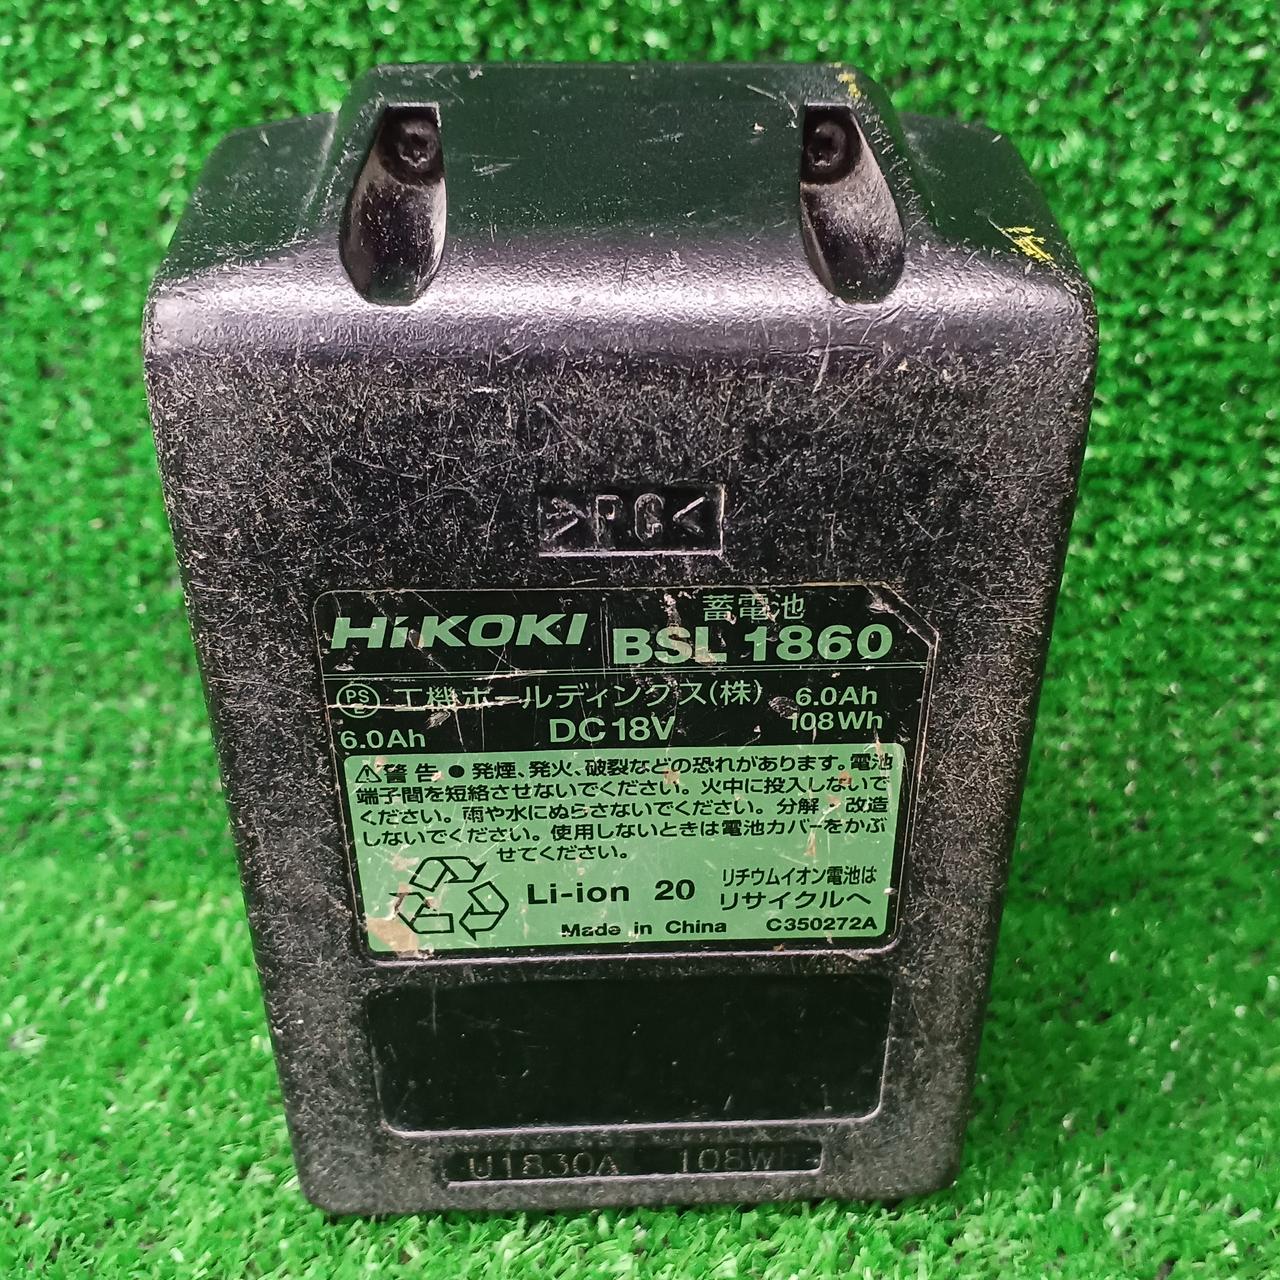 >PC<
蓄電池
HiKOKI BSL 1860
PS E 工機ホールディングス(株) 6.0Ah
6.0Ah DC18V 108Wh
⚠警告 ● 発煙、発火、破裂などの恐れがあります。電池
端子間を短絡させないでください。火中に投入しないで
ください。雨や水にぬらさないでください。分解・改造
しないでください。使用しないときは電池カバーをかぶ
せてください。
Li-ion 20 リチウムイオン電池は
リサイクルへ
Made in China C350272A
U1830A 108Wh